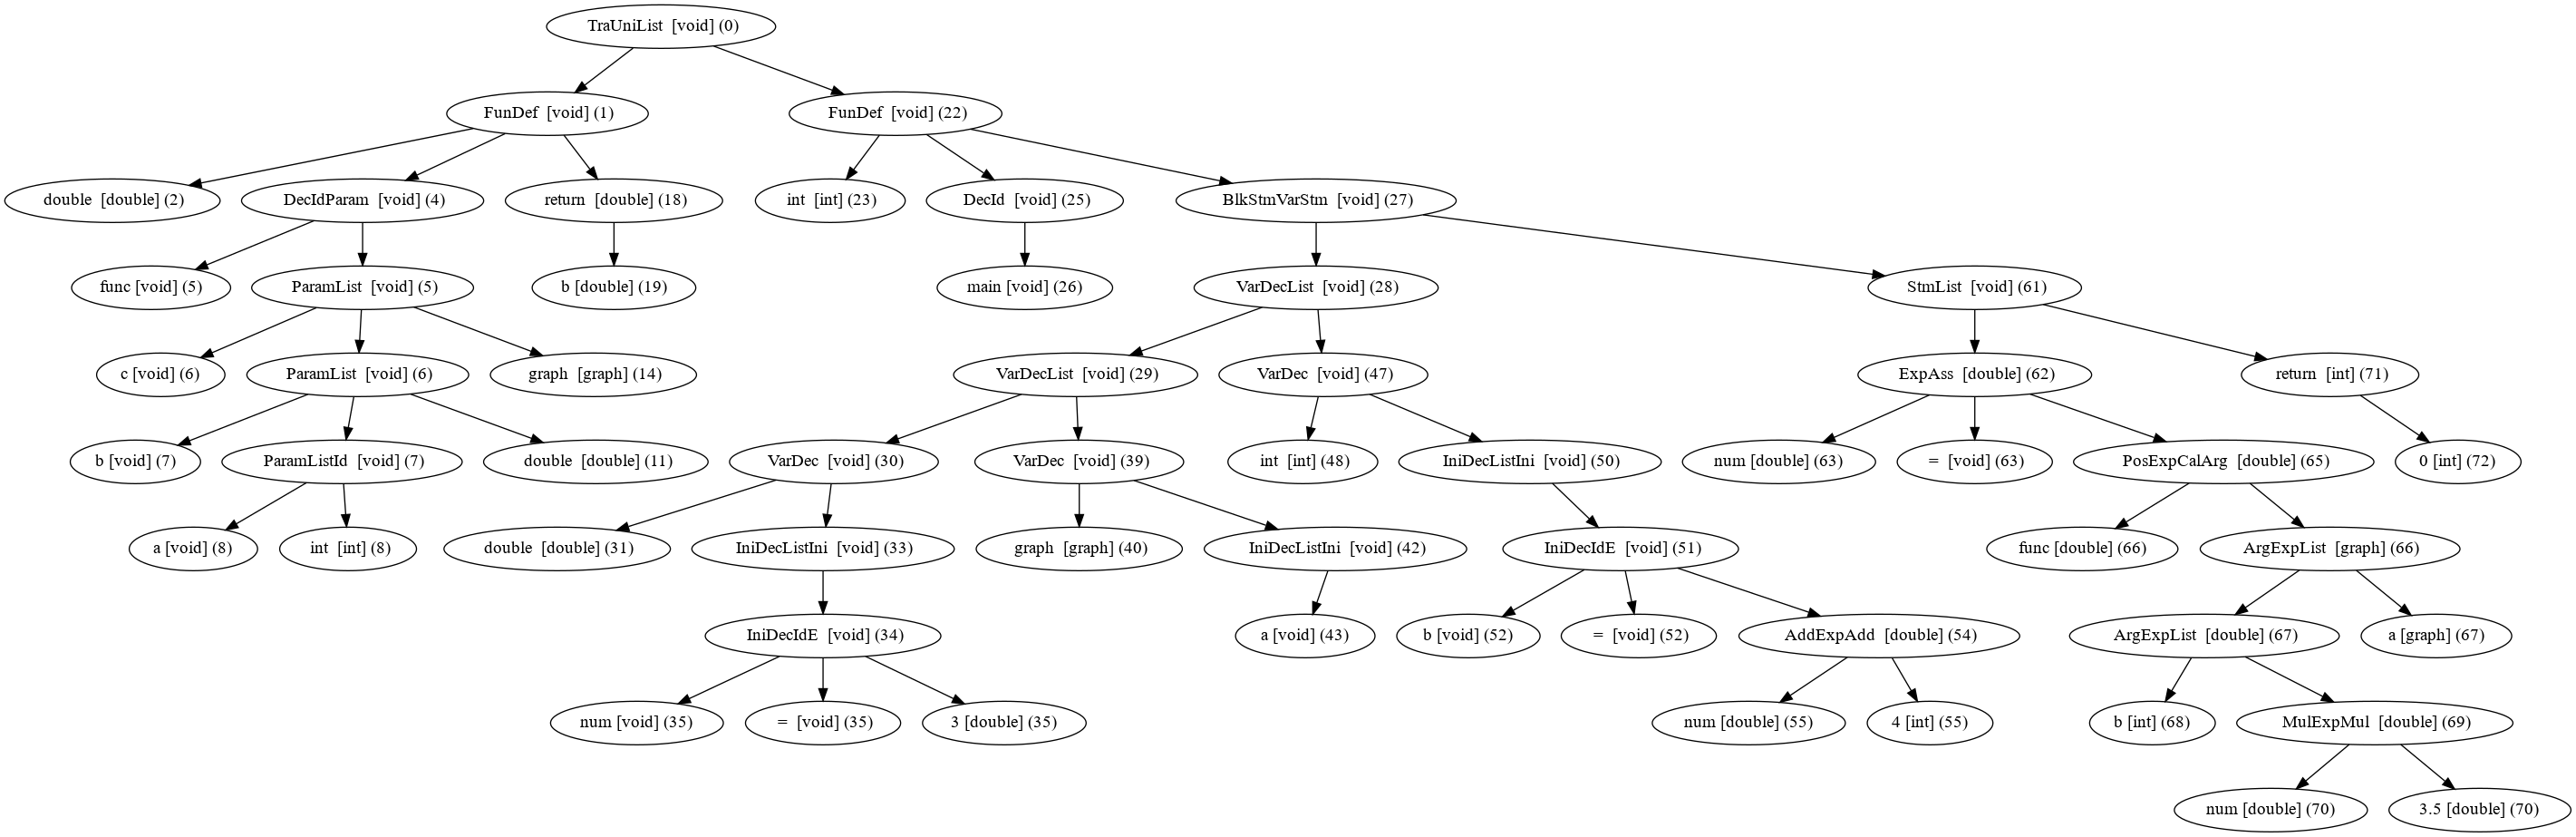 TraUniList [void] (0)
FunDef [void] (1)
FunDef [void] (22)
double [double] (2)
DecIdParam [void] (4)
return [double] (18)
int [int] (23)
DecId [void] (25)
BlkStmVarStm [void] (27)
func [void] (5)
ParamList [void] (5)
b [double] (19)
main [void] (26)
VarDecList [void] (28)
StmList [void] (61)
c [void] (6)
ParamList [void] (6)
graph [graph] (14)
VarDecList [void] (29)
VarDec [void] (47)
ExpAss [double] (62)
return [int] (71)
b [void] (7)
ParamListId [void] (7)
double [double] (11)
VarDec [void] (30)
VarDec [void] (39)
int [int] (48)
IniDecListIni [void] (50)
num [double] (63)
= [void] (63)
PosExpCalArg [double] (65)
0 [int] (72)
a [void] (8)
int [int] (8)
double [double] (31)
IniDecListIni [void] (33)
graph [graph] (40)
IniDecListIni [void] (42)
IniDecIdE [void] (51)
func [double] (66)
ArgExpList [graph] (66)
IniDecIdE [void] (34)
a [void] (43)
b [void] (52)
= [void] (52)
AddExpAdd [double] (54)
ArgExpList [double] (67)
a [graph] (67)
num [void] (35)
= [void] (35)
3 [double] (35)
num [double] (55)
4 [int] (55)
b [int] (68)
MulExpMul [double] (69)
num [double] (70)
3.5 [double] (70)